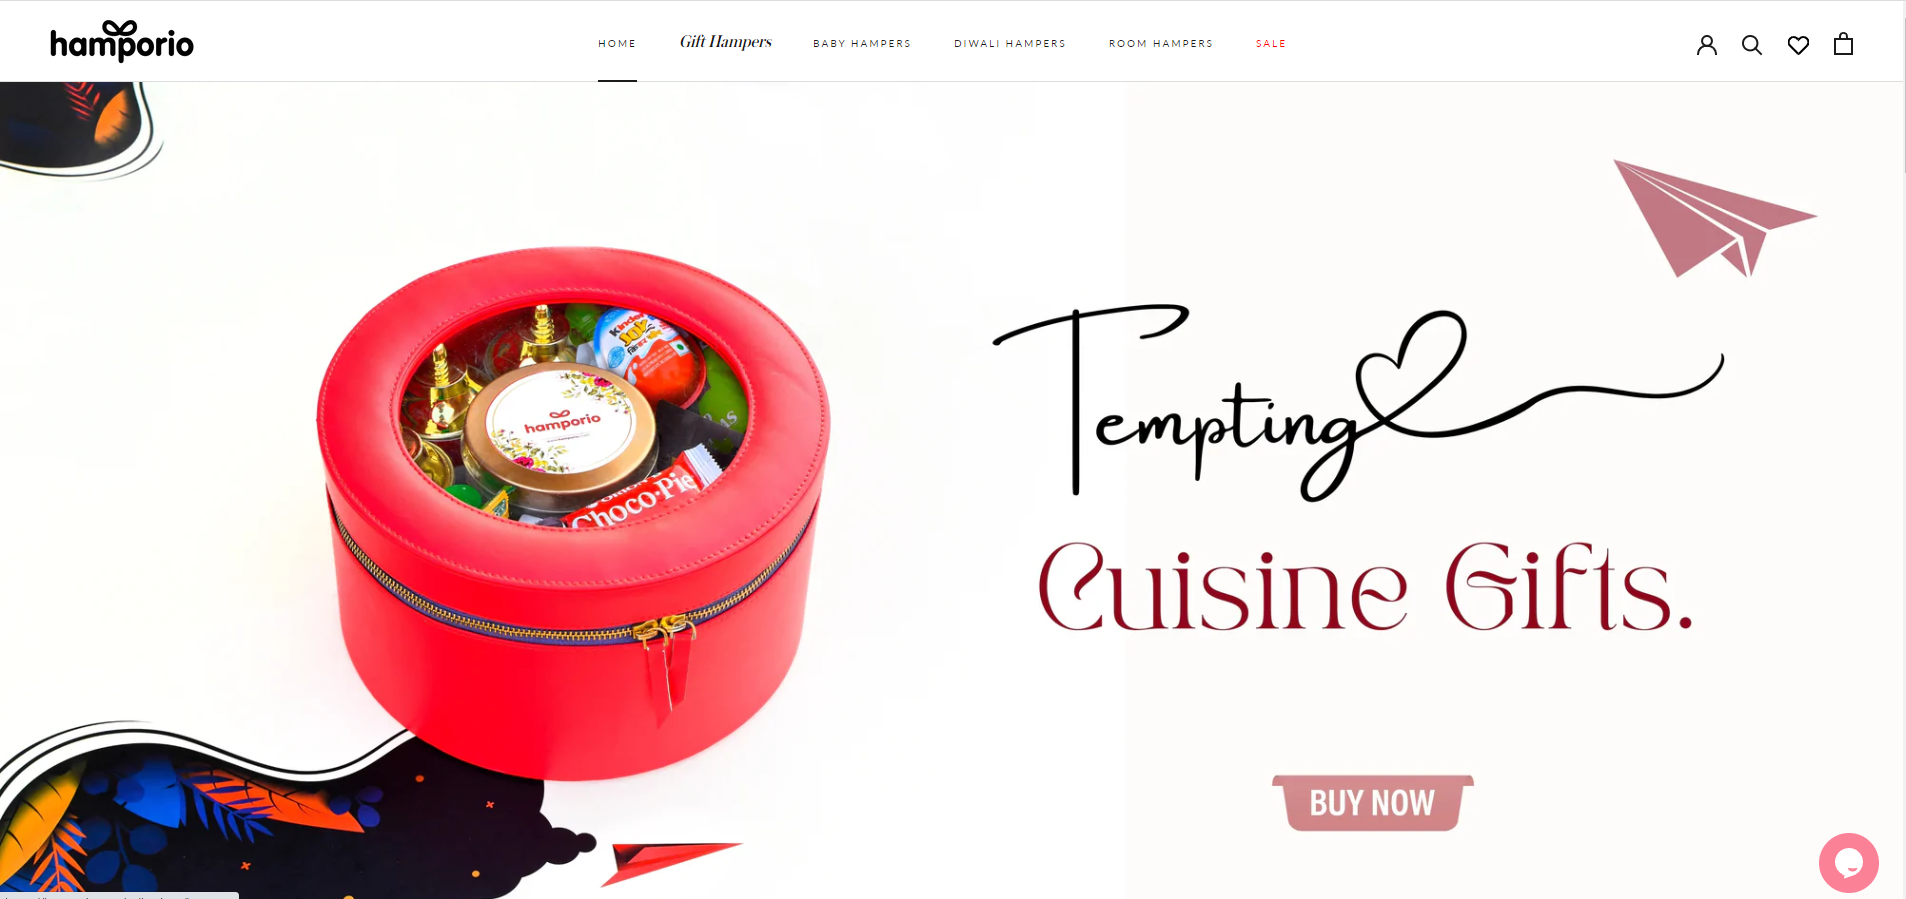 hamporio
HOME
Gift Hampers
BABY HAMPERS
DIWALI HAMPERS
ROOM HAMPERS
SALE
Kinder
Joy
hamporio
Choco-Pie
Tempting
Cuisine Gifts.
BUY NOW